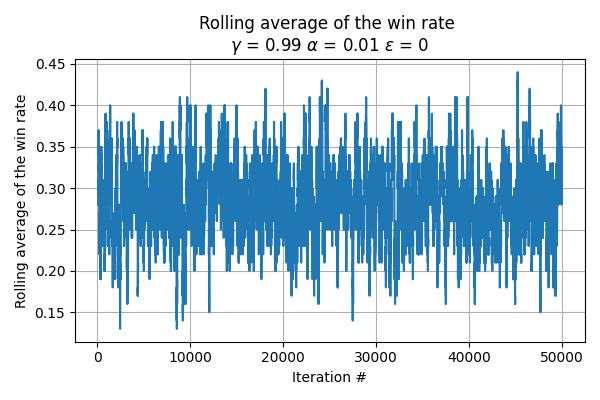 Rolling average of the win rate
γ = 0.99 α = 0.01 ε = 0
Rolling average of the win rate
0.45
0.40
0.35
0.30
0.25
0.20
0.15
0 10000 20000 30000 40000 50000
Iteration #